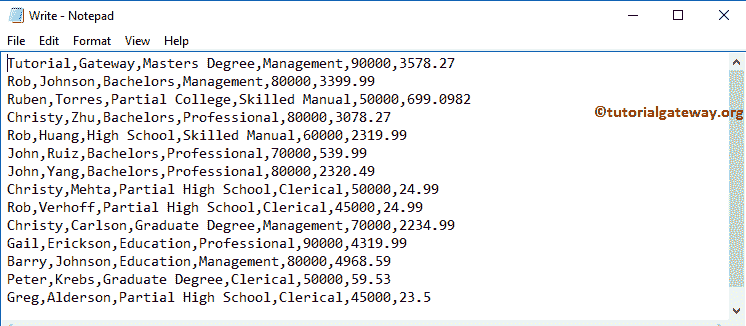 Write - Notepad
File Edit Format View Help
Tutorial,Gateway,Masters Degree,Management,90000,3578.27
Rob,Johnson,Bachelors,Management,80000,3399.99
Ruben,Torres,Partial College,Skilled Manual,50000,699.0982
Christy,Zhu,Bachelors,Professional,80000,3078.27
©tutorialgateway.org
Rob,Huang,High School,Skilled Manual,60000,2319.99
John,Ruiz,Bachelors,Professional,70000,539.99
John,Yang,Bachelors,Professional,80000,2320.49
Christy,Mehta,Partial High School,Clerical,50000,24.99
Rob,Verhoff,Partial High School,Clerical,45000,24.99
Christy,Carlson,Graduate Degree,Management,70000,2234.99
Gail,Erickson,Education,Professional,90000,4319.99
Barry,Johnson,Education,Management,80000,4968.59
Peter,Krebs,Graduate Degree,Clerical,50000,59.53
Greg,Alderson,Partial High School,Clerical,45000,23.5